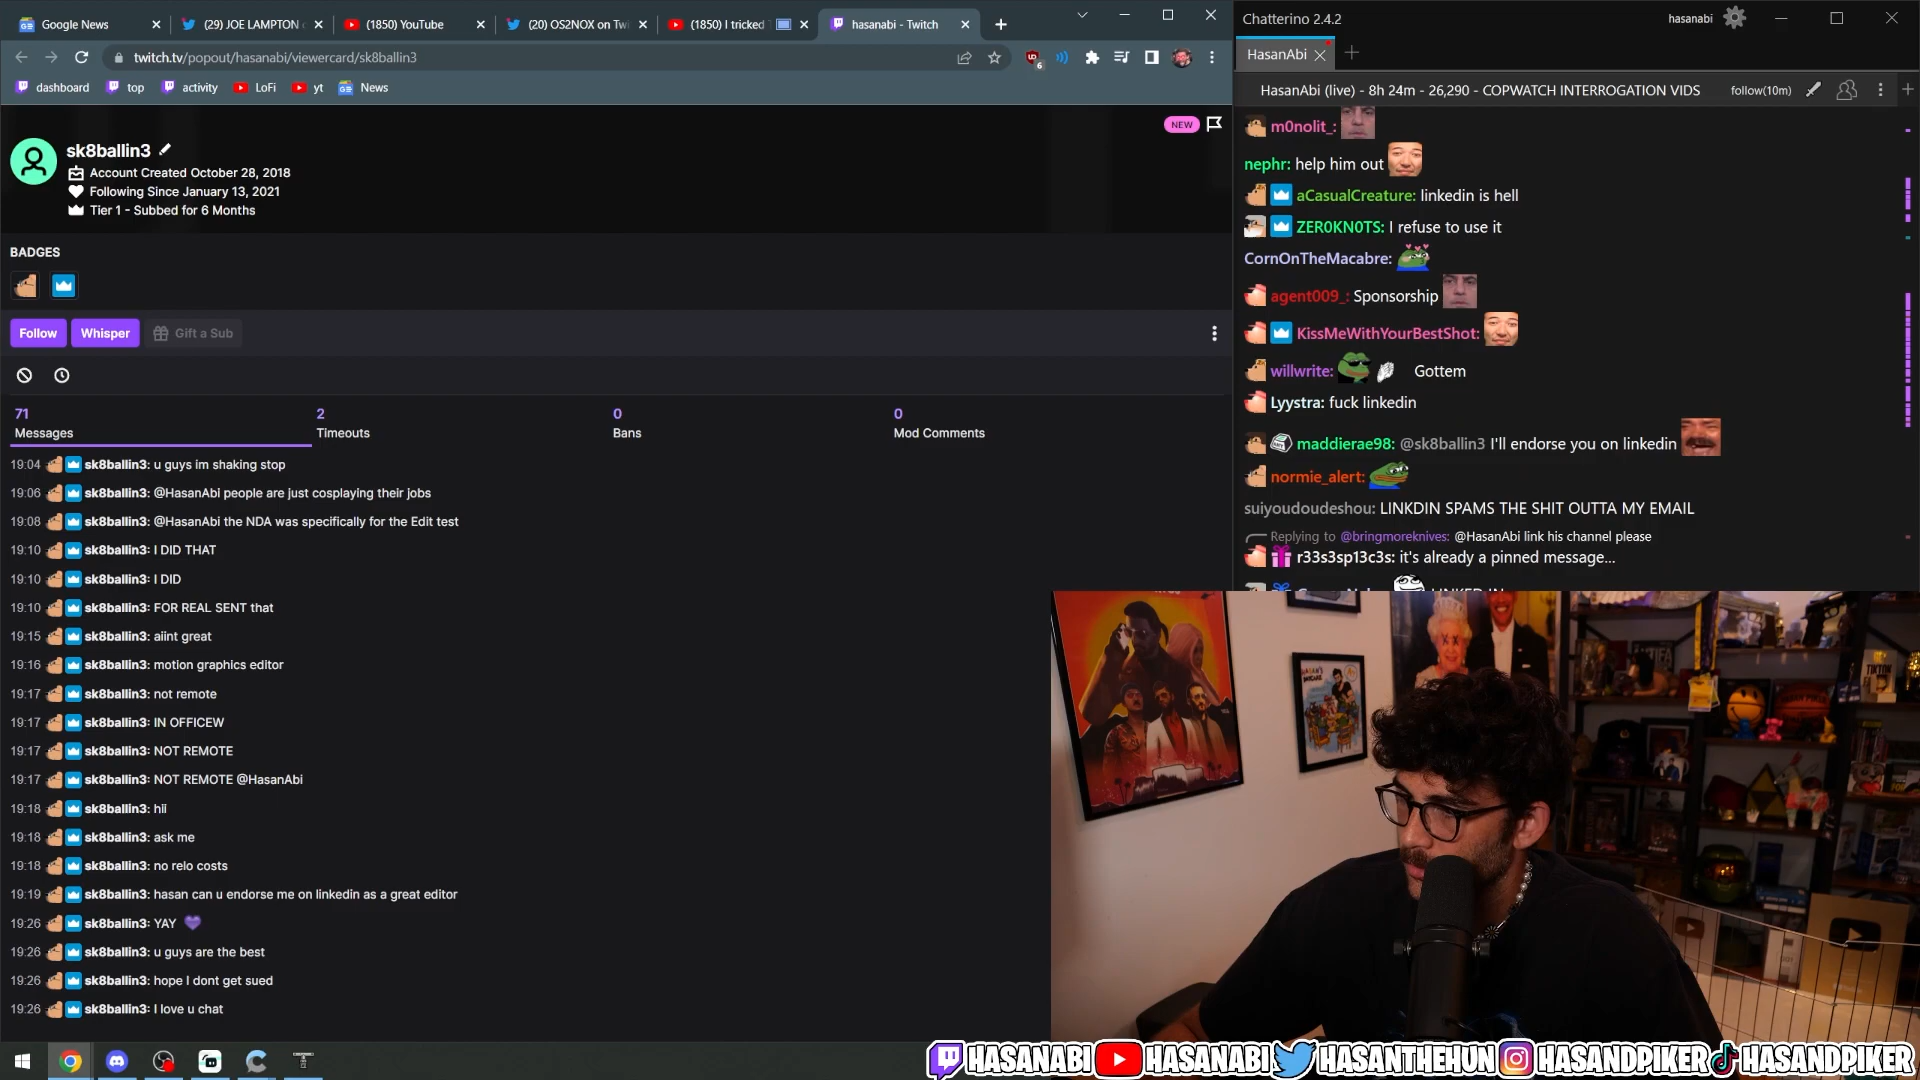 Google News
(29) JOE LAMPTON
(1850) YouTube
(20) OS2NOX on Tw
(1850) I tricked
hasanabi - Twitch
twitch.tv/popout/hasanabi/viewercard/sk8ballin3
6
dashboard
top
activity
LoFi
yt
News
sk8ballin3
NEW
Account Created October 28, 2018
Following Since January 13, 2021
Tier 1 - Subbed for 6 Months
BADGES
Follow
Whisper
Gift a Sub
71
Messages
2
Timeouts
0
Bans
0
Mod Comments
19:04 sk8ballin3: u guys im shaking stop
19:06 sk8ballin3: @HasanAbi people are just cosplaying their jobs
19:08 sk8ballin3: @HasanAbi the NDA was specifically for the Edit test
19:10 sk8ballin3: I DID THAT
19:10 sk8ballin3: I DID
19:10 sk8ballin3: FOR REAL SENT that
19:15 sk8ballin3: aiint great
19:16 sk8ballin3: motion graphics editor
19:17 sk8ballin3: not remote
19:17 sk8ballin3: IN OFFICEW
19:17 sk8ballin3: NOT REMOTE
19:17 sk8ballin3: NOT REMOTE @HasanAbi
19:18 sk8ballin3: hii
19:18 sk8ballin3: ask me
19:18 sk8ballin3: no relo costs
19:19 sk8ballin3: hasan can u endorse me on linkedin as a great editor
19:26 sk8ballin3: YAY
19:26 sk8ballin3: u guys are the best
19:26 sk8ballin3: hope I dont get sued
19:26 sk8ballin3: I love u chat
Chatterino 2.4.2
hasanabi
HasanAbi
HasanAbi (live) - 8h 24m - 26,290 - COPWATCH INTERROGATION VIDS
follow(10m)
m0nolit_:
nephr: help him out
aCasualCreature: linkedin is hell
ZER0KN0TS: I refuse to use it
CornOnTheMacabre:
agent009_: Sponsorship
KissMeWithYourBestShot:
willwrite: Gottem
Lyystra: fuck linkedin
maddierae98: @sk8ballin3 I'll endorse you on linkedin
normie_alert:
suiyoudoudeshou: LINKDIN SPAMS THE SHIT OUTTA MY EMAIL
Replying to @bringmoreknives: @HasanAbi link his channel please
r33s3sp13c3s: it's already a pinned message...
TIKTOK
HASANABI
HASANABI
HASANTHEHUN
HASANDPIKER
HASANDPIKER